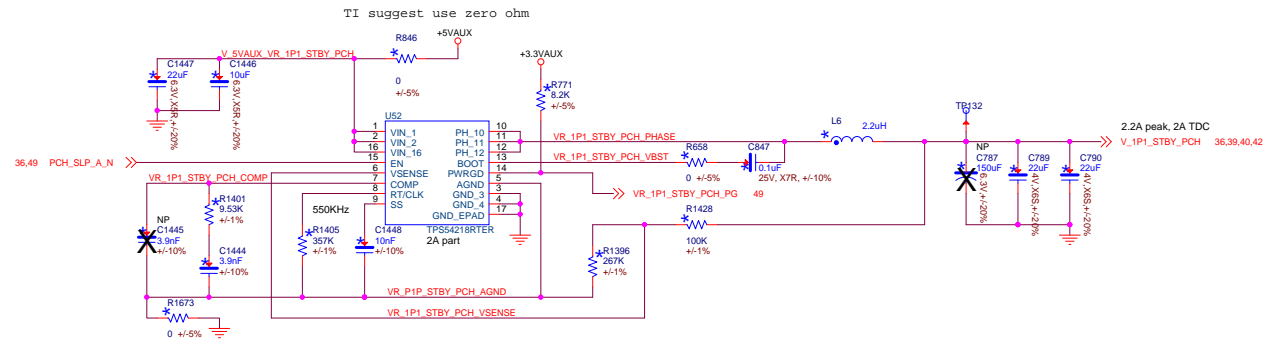 TI suggest use zero ohm
+5VAUX
R846
0
+/-5%
V_5VAUX_VR_1P1_STBY_PCH
C1447
22uF
6.3V,X5R,+/-20%
C1446
10uF
6.3V,X5R,+/-20%
+3.3VAUX
R771
8.2K
+/-5%
U52
1 VIN_1
2 VIN_2
16 VIN_16
15 EN
6 VSENSE
7 COMP
8 RT/CLK
9 SS
PH_10 10
PH_11 11
PH_12 12
BOOT 13
PWRGD 14
AGND 5
GND_3 3
GND_4 4
GND_EPAD 17
TPS54218RTER
2A part
36,49 PCH_SLP_A_N
VR_1P1_STBY_PCH_COMP
VR_1P1_STBY_PCH_PHASE
VR_1P1_STBY_PCH_VBST
R658
0 +/-5%
C847
0.1uF
25V, X7R, +/-10%
VR_1P1_STBY_PCH_PG 49
L6
2.2uH
TP132
2.2A peak, 2A TDC
V_1P1_STBY_PCH 36,39,40,42
NP
C787
150uF
6.3V,+/-20%
C789
22uF
4V,X6S,+/-20%
C790
22uF
4V,X6S,+/-20%
R1401
9.53K
+/-1%
NP
C1445
3.9nF
+/-10%
C1444
3.9nF
+/-10%
550KHz
R1405
357K
+/-1%
C1448
10nF
+/-10%
R1428
100K
+/-1%
R1396
267K
+/-1%
VR_P1P_STBY_PCH_AGND
R1673
0 +/-5%
VR_1P1_STBY_PCH_VSENSE